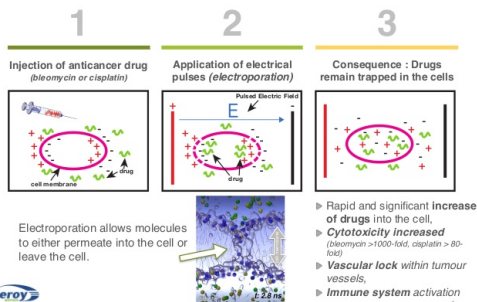 1
2
3
Injection of anticancer drug
(bleomycin or cisplatin)
Application of electrical
pulses (electroporation)
Consequence : Drugs
remain trapped in the cells
Pulsed Electric Field
E
drug
cell membrane
drug
Electroporation allows molecules
to either permeate into the cell or
leave the cell.
t: 2.8 ns
Rapid and significant increase
of drugs into the cell,
Cytotoxicity increased
(bleomycin >1000-fold, cisplatin > 80-
fold)
Vascular lock within tumour
vessels,
Immune system activation
eroy